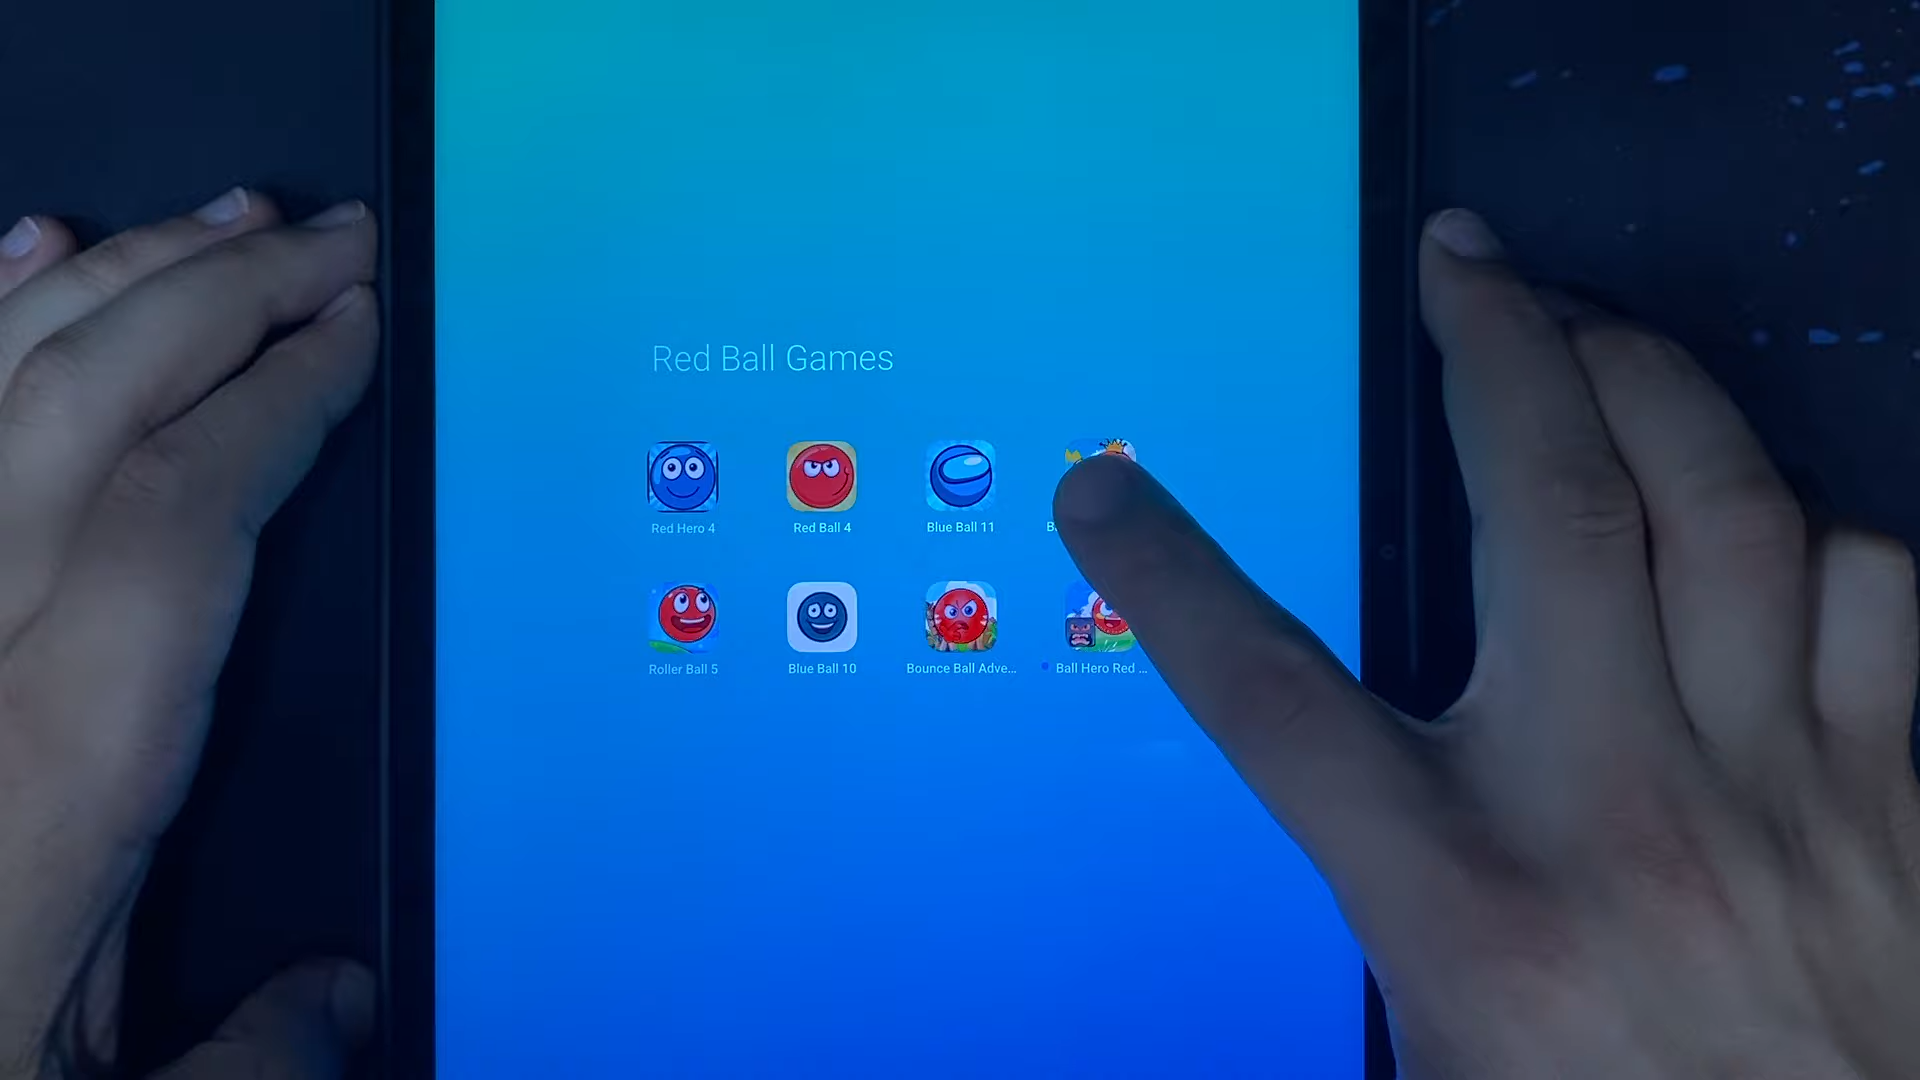 Red Ball Games
Red Hero 4
Red Ball 4
Blue Ball 11
Roller Ball 5
Blue Ball 10
Bounce Ball Adve...
Ball Hero Red ...